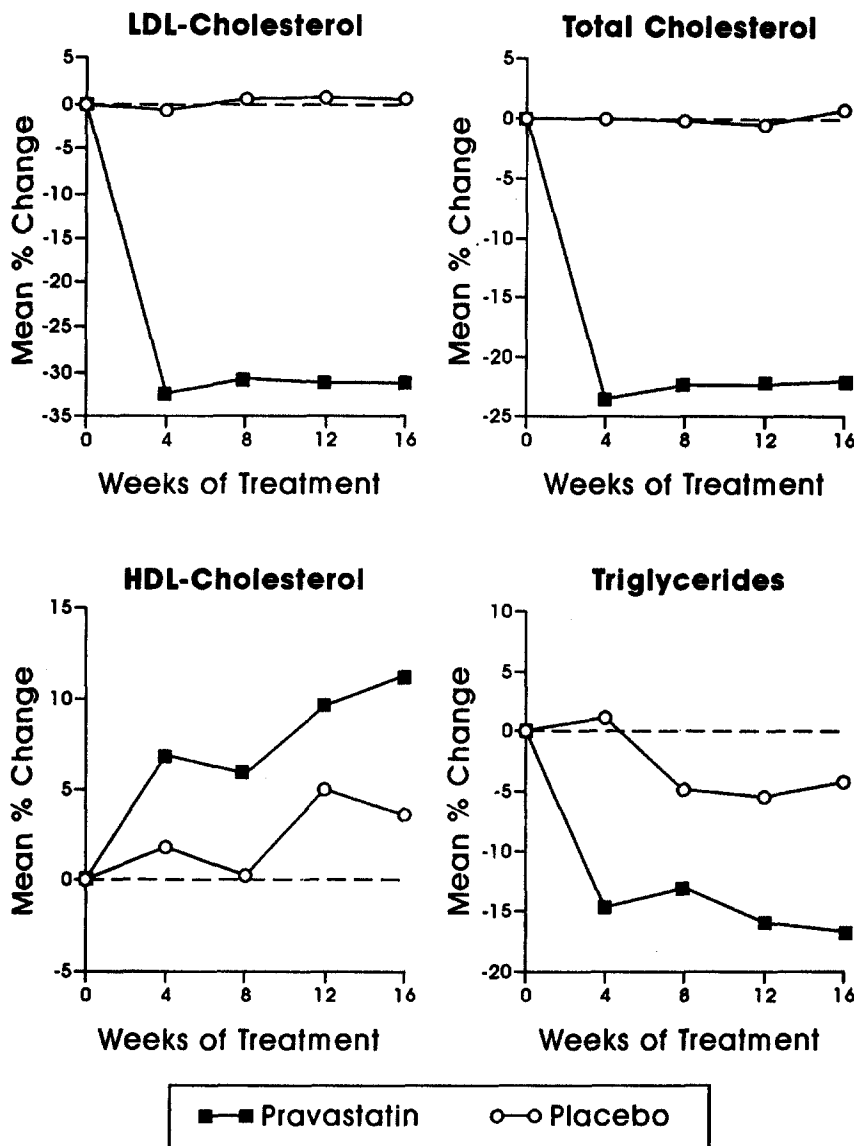 LDL-Cholesterol
Mean % Change
5
0
-5
-10
-15
-20
-25
-30
-35
0 4 8 12 16
Weeks of Treatment
Total Cholesterol
Mean % Change
5
0
-5
-10
-15
-20
-25
0 4 8 12 16
Weeks of Treatment
HDL-Cholesterol
Mean % Change
15
10
5
0
-5
0 4 8 12 16
Weeks of Treatment
Triglycerides
Mean % Change
10
5
0
-5
-10
-15
-20
0 4 8 12 16
Weeks of Treatment
Pravastatin Placebo